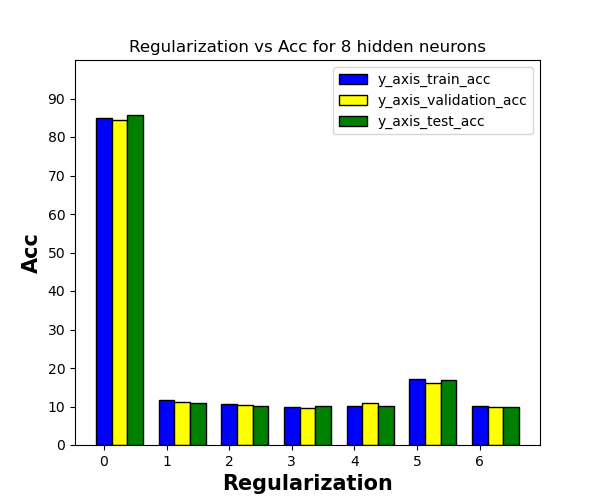 Regularization vs Acc for 8 hidden neurons
y_axis_train_acc
y_axis_validation_acc
y_axis_test_acc
Acc
90
80
70
60
50
40
30
20
10
0
0 1 2 3 4 5 6
Regularization